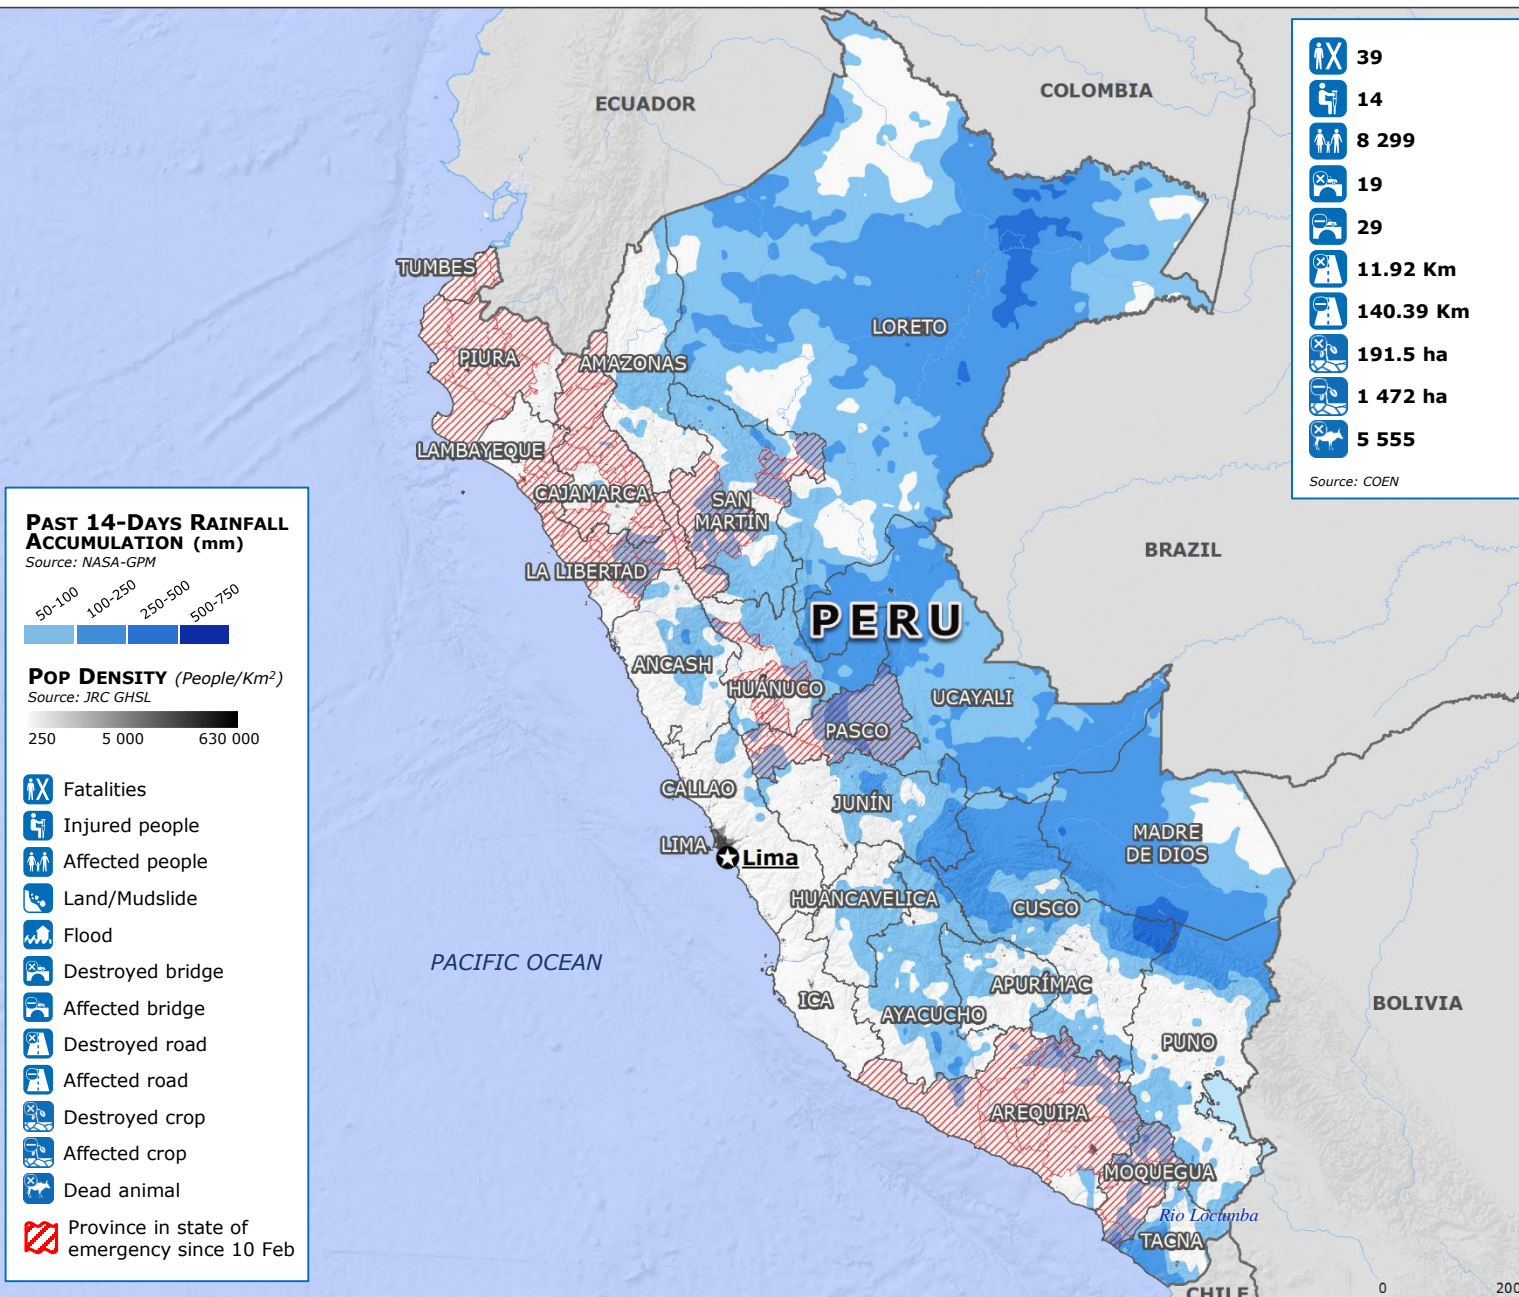 ECUADOR
COLOMBIA
39
14
8 299
19
29
11.92 Km
140.39 Km
191.5 ha
1 472 ha
5 555
Source: COEN
TUMBES
PIURA
AMAZONAS
LORETO
LAMBAYEQUE
CAJAMARCA
SAN
MARTÍN
LA LIBERTAD
BRAZIL
PERU
ANCASH
HUÁNUCO
UCAYALI
PASCO
CALLAO
JUNÍN
LIMA
Lima
MADRE
DE DIOS
HUANCAVELICA
CUSCO
PACIFIC OCEAN
ICA
APURÍMAC
AYACUCHO
BOLIVIA
PUNO
AREQUIPA
MOQUEGUA
Rio Locumba
TACNA
CHILE
0
200
PAST 14-DAYS RAINFALL
ACCUMULATION (mm)
Source: NASA-GPM
50-100 100-250 250-500 500-750
POP DENSITY (People/Km²)
Source: JRC GHSL
250 5 000 630 000
Fatalities
Injured people
Affected people
Land/Mudslide
Flood
Destroyed bridge
Affected bridge
Destroyed road
Affected road
Destroyed crop
Affected crop
Dead animal
Province in state of
emergency since 10 Feb